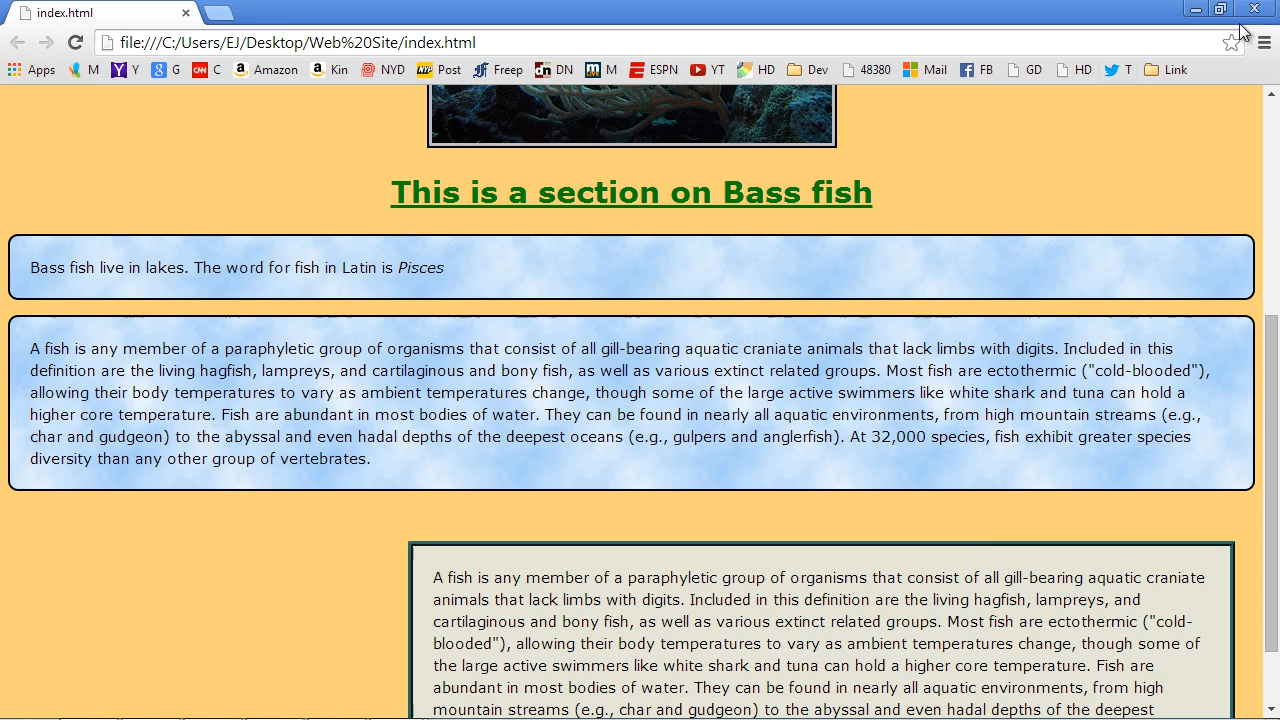 index.html
file:///C:/Users/EJ/Desktop/Web%20Site/index.html
Apps M Y G C Amazon Kin NYD Post Freep DN M ESPN YT HD Dev 48380 Mail FB GD HD T Link
This is a section on Bass fish
Bass fish live in lakes. The word for fish in Latin is Pisces
A fish is any member of a paraphyletic group of organisms that consist of all gill-bearing aquatic craniate animals that lack limbs with digits. Included in this
definition are the living hagfish, lampreys, and cartilaginous and bony fish, as well as various extinct related groups. Most fish are ectothermic ("cold-blooded"),
allowing their body temperatures to vary as ambient temperatures change, though some of the large active swimmers like white shark and tuna can hold a
higher core temperature. Fish are abundant in most bodies of water. They can be found in nearly all aquatic environments, from high mountain streams (e.g.,
char and gudgeon) to the abyssal and even hadal depths of the deepest oceans (e.g., gulpers and anglerfish). At 32,000 species, fish exhibit greater species
diversity than any other group of vertebrates.
A fish is any member of a paraphyletic group of organisms that consist of all gill-bearing aquatic craniate
animals that lack limbs with digits. Included in this definition are the living hagfish, lampreys, and
cartilaginous and bony fish, as well as various extinct related groups. Most fish are ectothermic ("cold-
blooded"), allowing their body temperatures to vary as ambient temperatures change, though some of
the large active swimmers like white shark and tuna can hold a higher core temperature. Fish are
abundant in most bodies of water. They can be found in nearly all aquatic environments, from high
mountain streams (e.g., char and gudgeon) to the abyssal and even hadal depths of the deepest